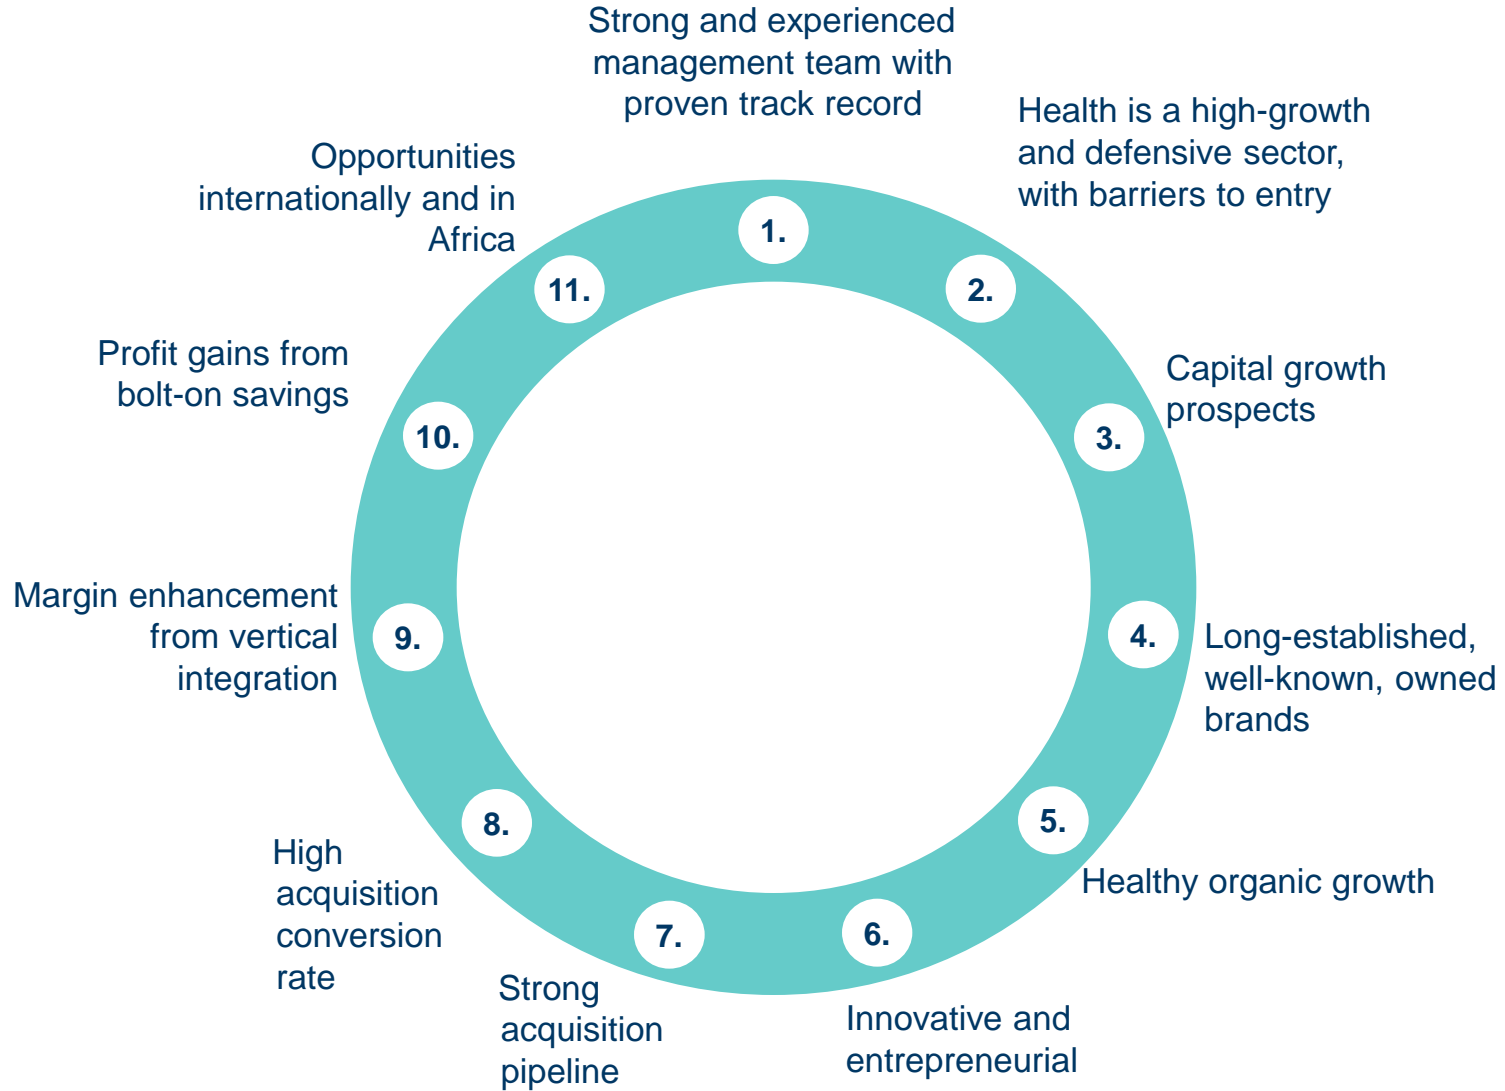 1.
Strong and experienced
management team with
proven track record
2.
Health is a high-growth
and defensive sector,
with barriers to entry
3.
Capital growth
prospects
4.
Long-established,
well-known, owned
brands
5.
Healthy organic growth
6.
Innovative and
entrepreneurial
7.
Strong
acquisition
pipeline
8.
High
acquisition
conversion
rate
9.
Margin enhancement
from vertical
integration
10.
Profit gains from
bolt-on savings
11.
Opportunities
internationally and in
Africa